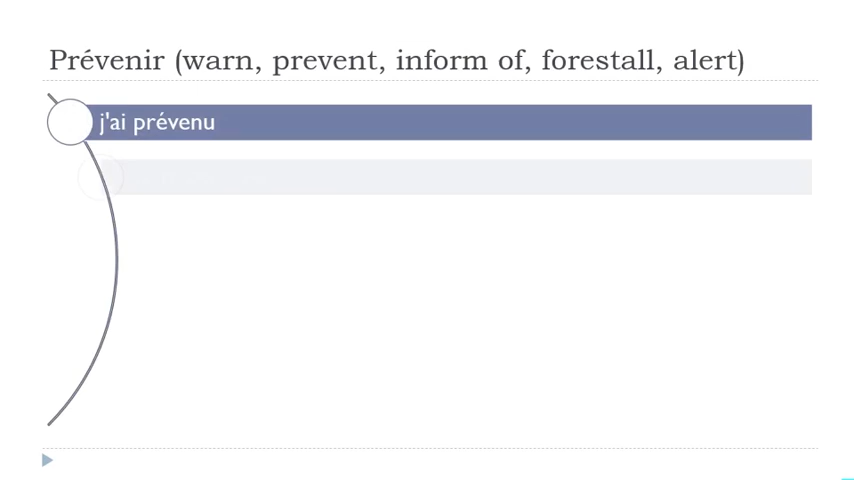 Prévenir (warn, prevent, inform of, forestall, alert)
j'ai prévenu